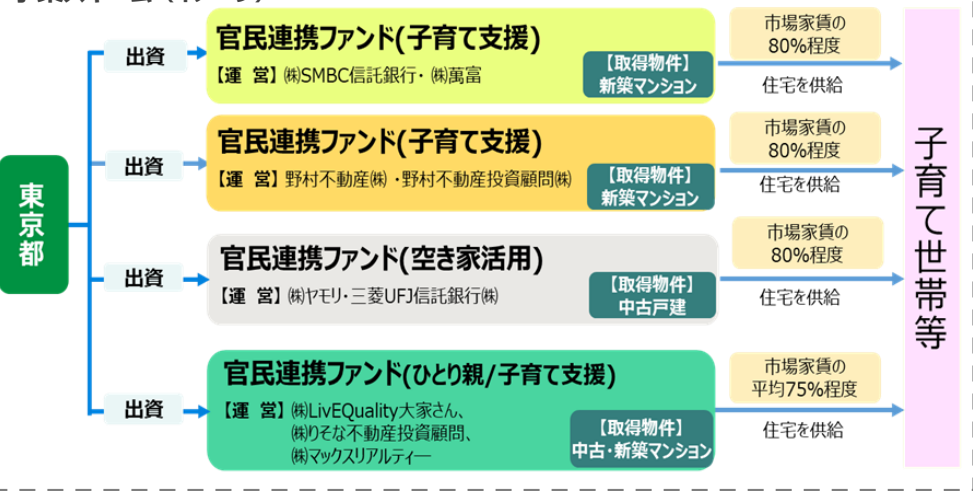 東京都
出資
官民連携ファンド(子育て支援)
【運 営】㈱SMBC信託銀行・㈱萬富
【取得物件】
新築マンション
市場家賃の
80%程度
住宅を供給
出資
官民連携ファンド(子育て支援)
【運 営】野村不動産㈱・野村不動産投資顧問㈱
【取得物件】
新築マンション
市場家賃の
80%程度
住宅を供給
出資
官民連携ファンド(空き家活用)
【運 営】㈱ヤモリ・三菱UFJ信託銀行㈱
【取得物件】
中古戸建
市場家賃の
80%程度
住宅を供給
出資
官民連携ファンド(ひとり親/子育て支援)
【運 営】㈱LivEQuality大家さん、
㈱りそな不動産投資顧問、
㈱マックスリアルティー
【取得物件】
中古・新築マンション
市場家賃の
平均75%程度
住宅を供給
子育て世帯等